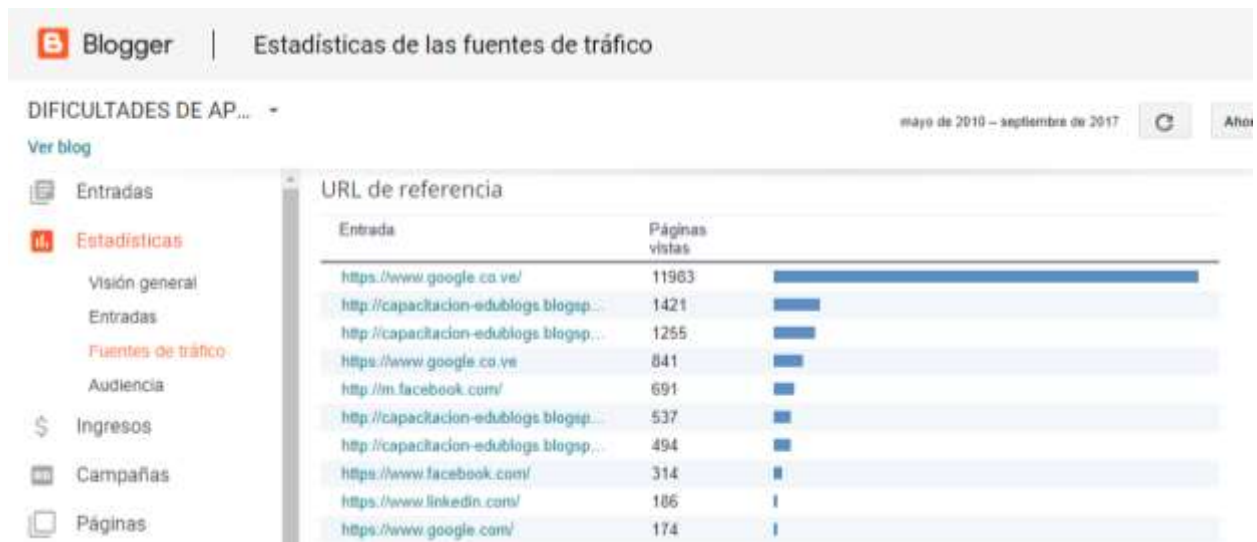 Blogger | Estadísticas de las fuentes de tráfico
DIFICULTADES DE AP...
mayo de 2010 – septiembre de 2017
Ahor
Ver blog
Entradas
Estadísticas
Visión general
Entradas
Fuentes de tráfico
Audiencia
Ingresos
Campañas
Páginas
URL de referencia
Entrada Páginas vistas
https://www.google.co.ve/ 11983
http://capacitacion-edublogs.blogsp... 1421
http://capacitacion-edublogs.blogsp... 1255
https://www.google.co.ve 841
http://m.facebook.com/ 691
http://capacitacion-edublogs.blogsp... 537
http://capacitacion-edublogs.blogsp... 494
https://www.facebook.com/ 314
https://www.linkedin.com/ 186
https://www.google.com/ 174